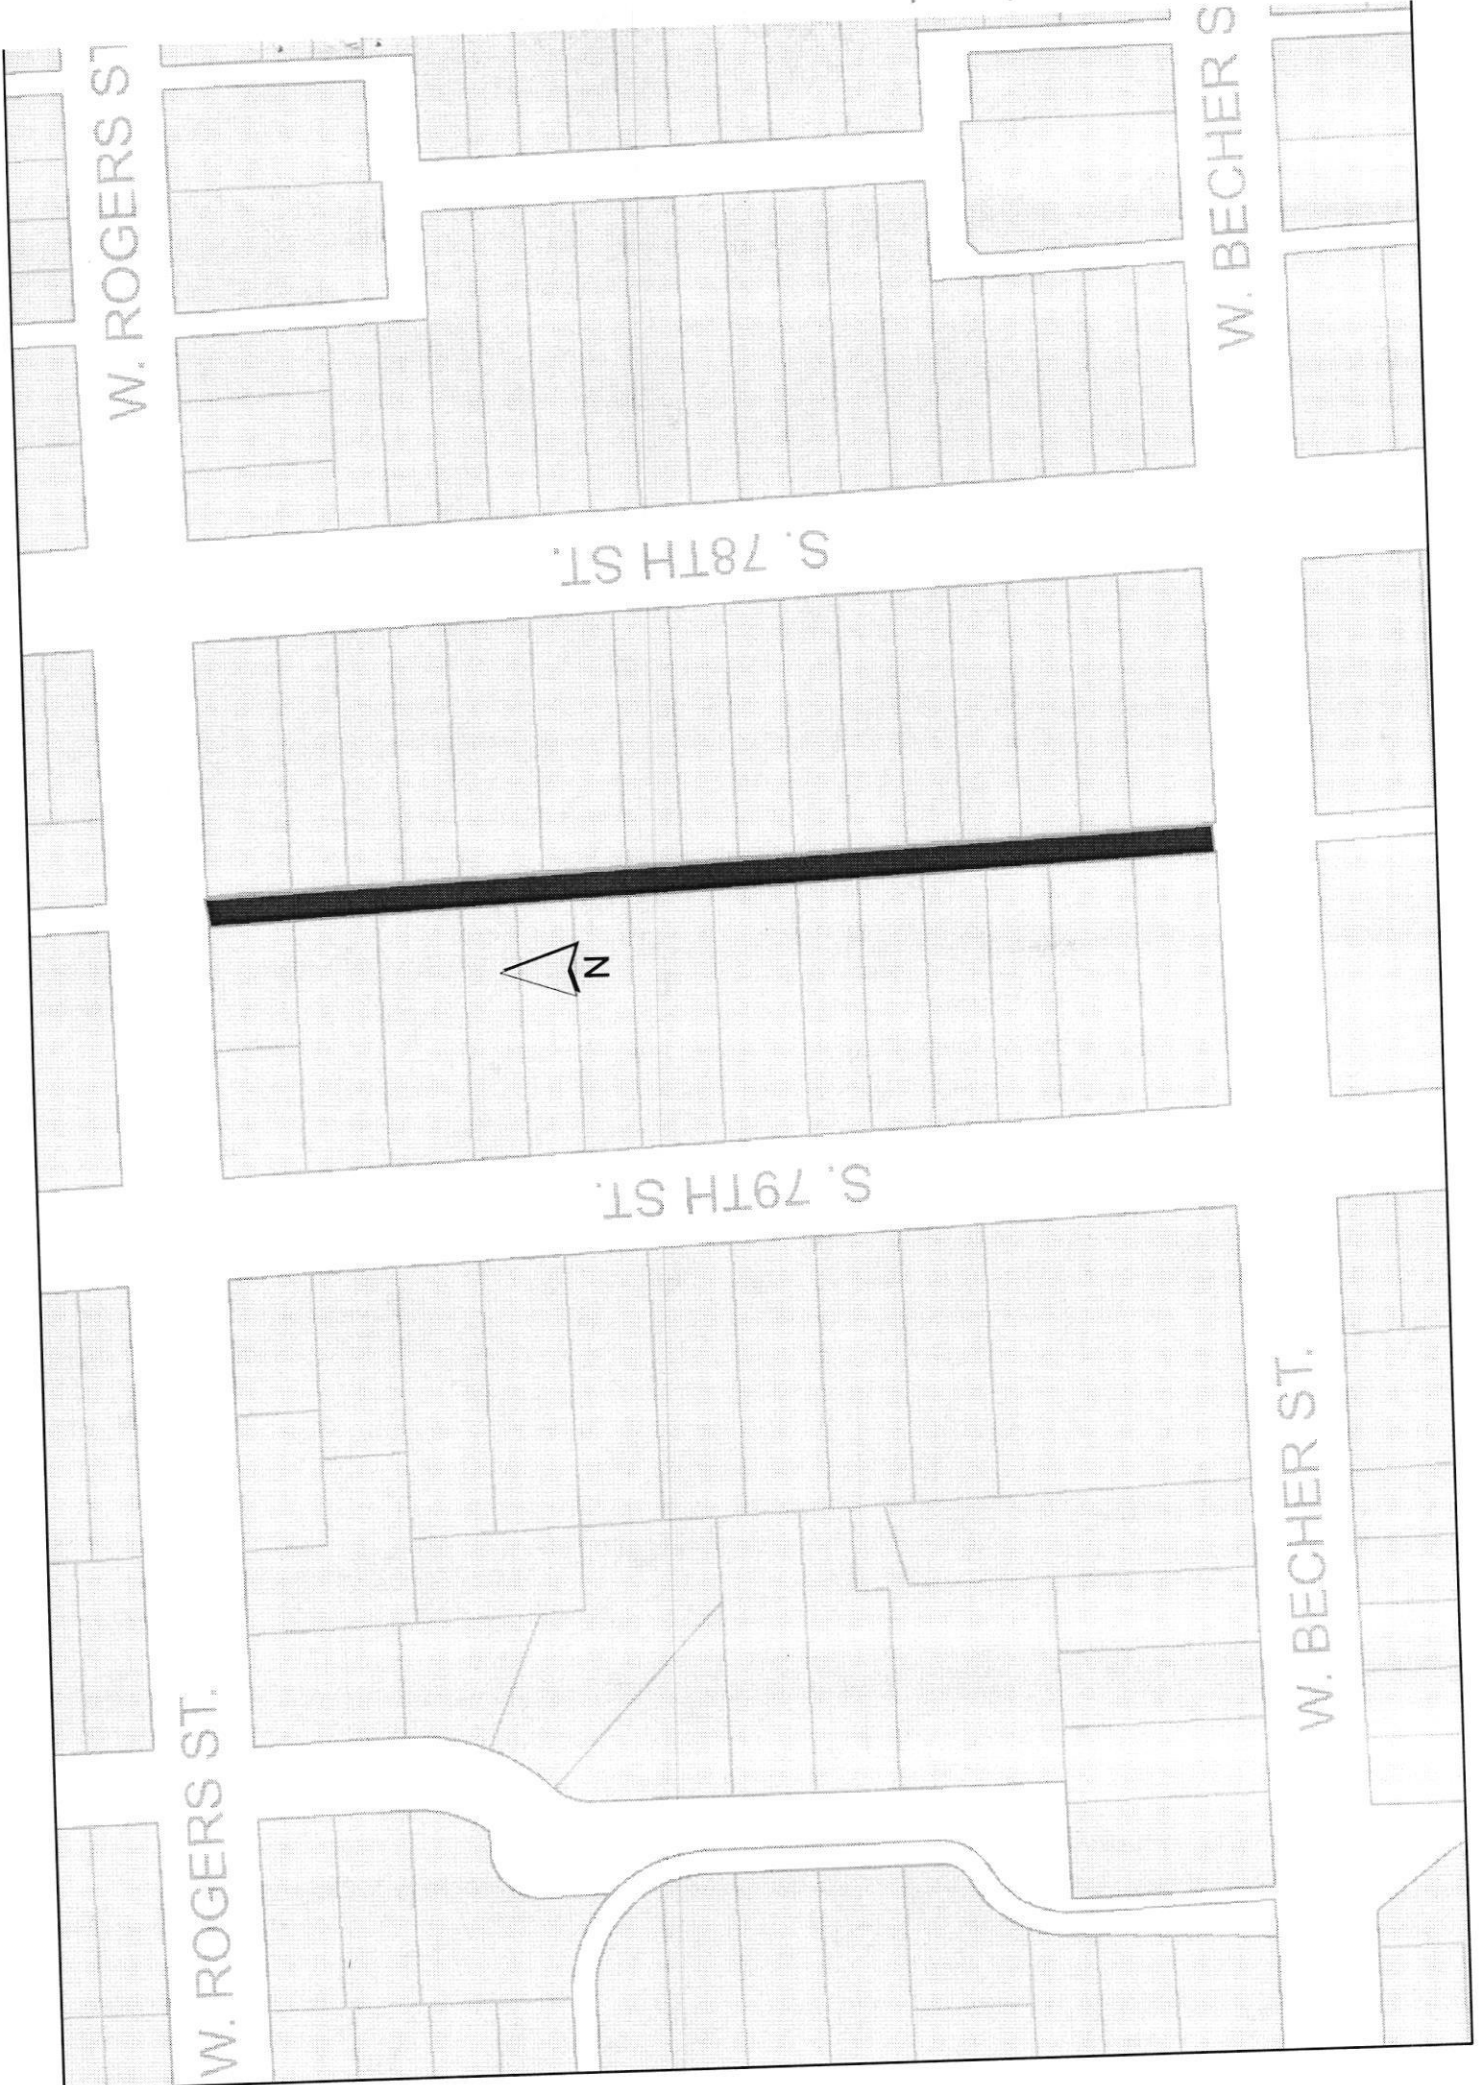 W. ROGERS ST
W. BECHER S
S. 78TH ST.
N
S. 79TH ST.
W. BECHER ST.
W. ROGERS ST.